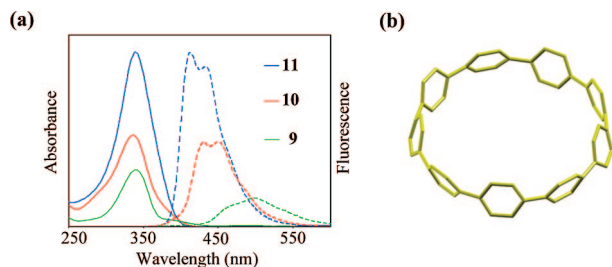 (a)
(b)
11
10
9
Absorbance
Fluorescence
250 350 450 550
Wavelength (nm)